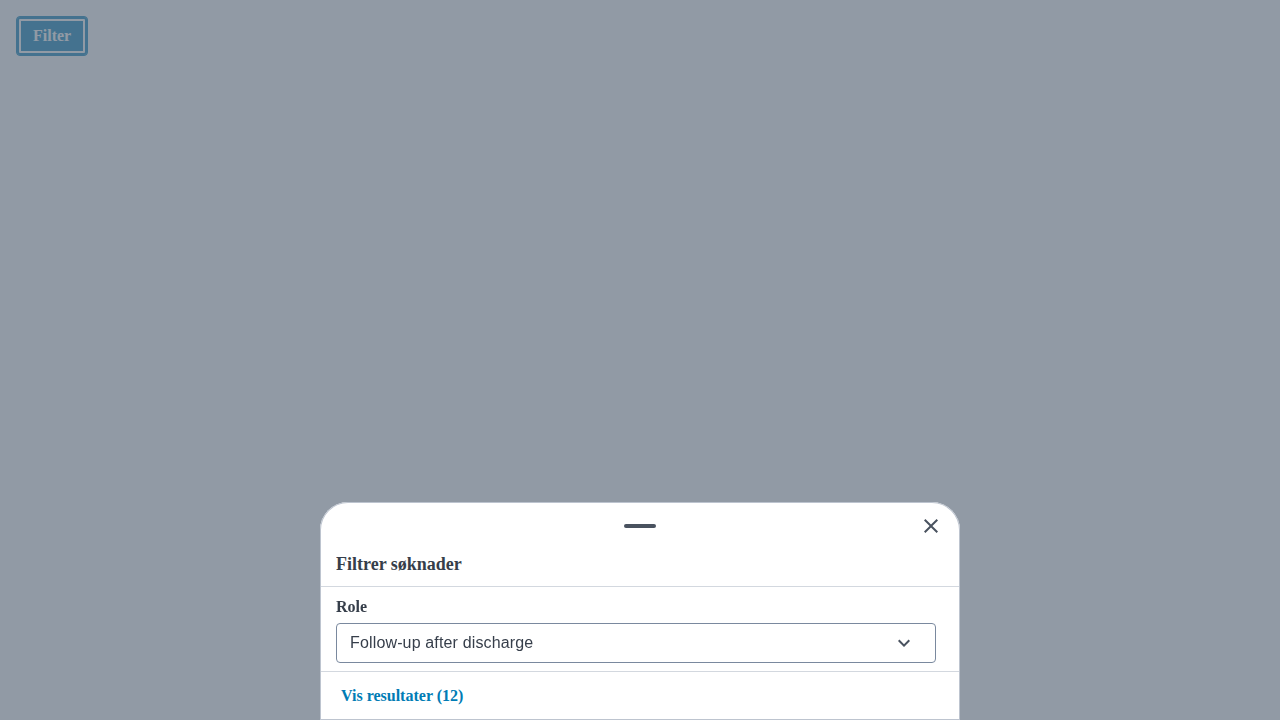 Filter
Filtrer søknader
Role
Follow-up after discharge
Vis resultater (12)